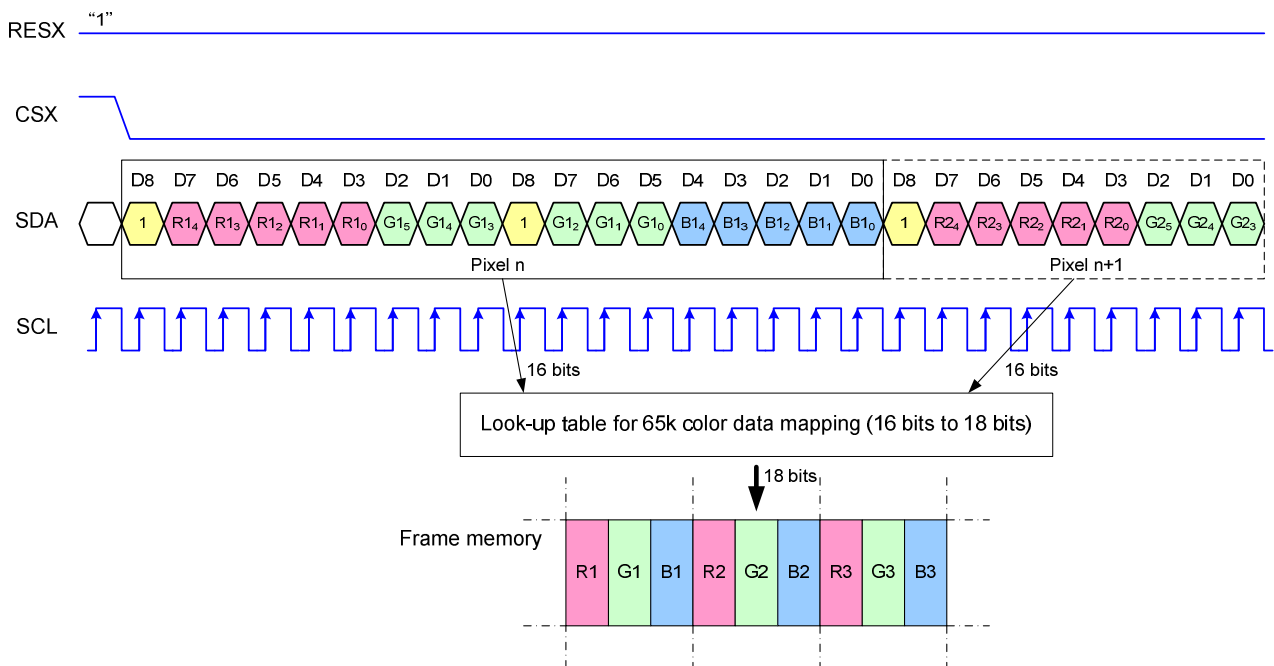 RESX "1"
CSX
D8 D7 D6 D5 D4 D3 D2 D1 D0 D8 D7 D6 D5 D4 D3 D2 D1 D0 D8 D7 D6 D5 D4 D3 D2 D1 D0
SDA 1 R1₄ R1₃ R1₂ R1₁ R1₀ G1₅ G1₄ G1₃ 1 G1₂ G1₁ G1₀ B1₄ B1₃ B1₂ B1₁ B1₀ 1 R2₄ R2₃ R2₂ R2₁ R2₀ G2₅ G2₄ G2₃
Pixel n Pixel n+1
SCL
16 bits 16 bits
Look-up table for 65k color data mapping (16 bits to 18 bits)
18 bits
Frame memory
R1 G1 B1 R2 G2 B2 R3 G3 B3